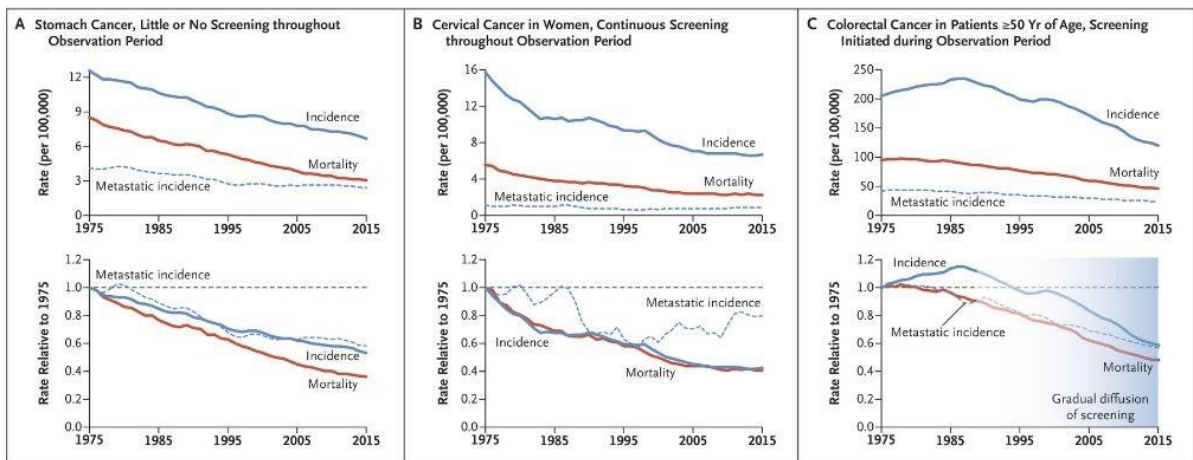 A Stomach Cancer, Little or No Screening throughout
Observation Period
Rate (per 100,000)
12
9
6
3
0
Incidence
Mortality
Metastatic incidence
1975 1985 1995 2005 2015
Rate Relative to 1975
1.2
1.0
0.8
0.6
0.4
0.2
0.0
Metastatic incidence
Incidence
Mortality
1975 1985 1995 2005 2015
B Cervical Cancer in Women, Continuous Screening
throughout Observation Period
Rate (per 100,000)
16
12
8
4
0
Incidence
Mortality
Metastatic incidence
1975 1985 1995 2005 2015
Rate Relative to 1975
1.2
1.0
0.8
0.6
0.4
0.2
0.0
Metastatic incidence
Incidence
Mortality
1975 1985 1995 2005 2015
C Colorectal Cancer in Patients ≥50 Yr of Age, Screening
Initiated during Observation Period
Rate (per 100,000)
250
200
150
100
50
0
Incidence
Mortality
Metastatic incidence
1975 1985 1995 2005 2015
Rate Relative to 1975
1.2
1.0
0.8
0.6
0.4
0.2
0.0
Incidence
Metastatic incidence
Mortality
Gradual diffusion
of screening
1975 1985 1995 2005 2015